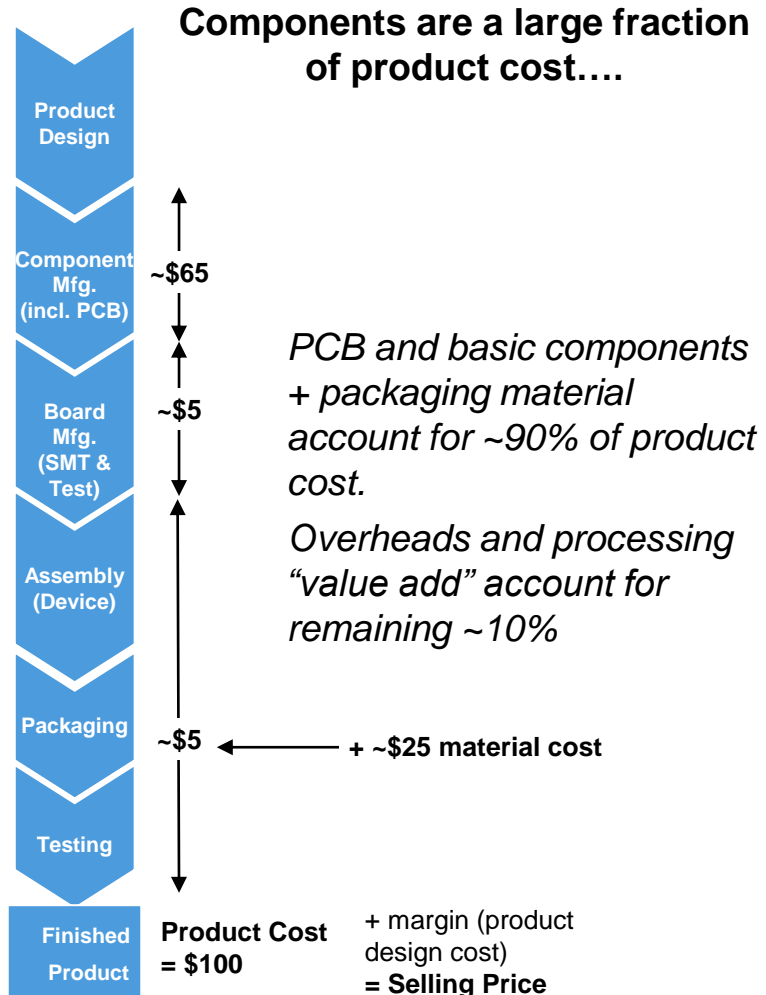 Components are a large fraction
of product cost….
Product
Design
Component
Mfg.
(incl. PCB)
~$65
Board
Mfg.
(SMT &
Test)
~$5
PCB and basic components
+ packaging material
account for ~90% of product
cost.
Overheads and processing
“value add” account for
remaining ~10%
Assembly
(Device)
Packaging
~$5
+ ~$25 material cost
Testing
Finished
Product
Product Cost
= $100
+ margin (product
design cost)
= Selling Price